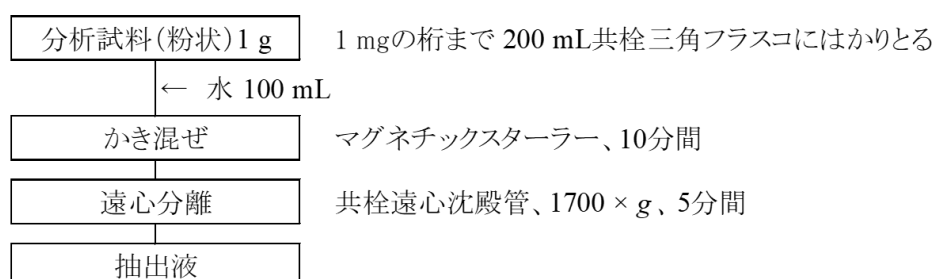 分析試料(粉状)1 g 1 mgの桁まで 200 mL共栓三角フラスコにはかりとる
← 水 100 mL
かき混ぜ マグネチックスターラー、10分間
遠心分離 共栓遠心沈殿管、1700 × g、5分間
抽出液